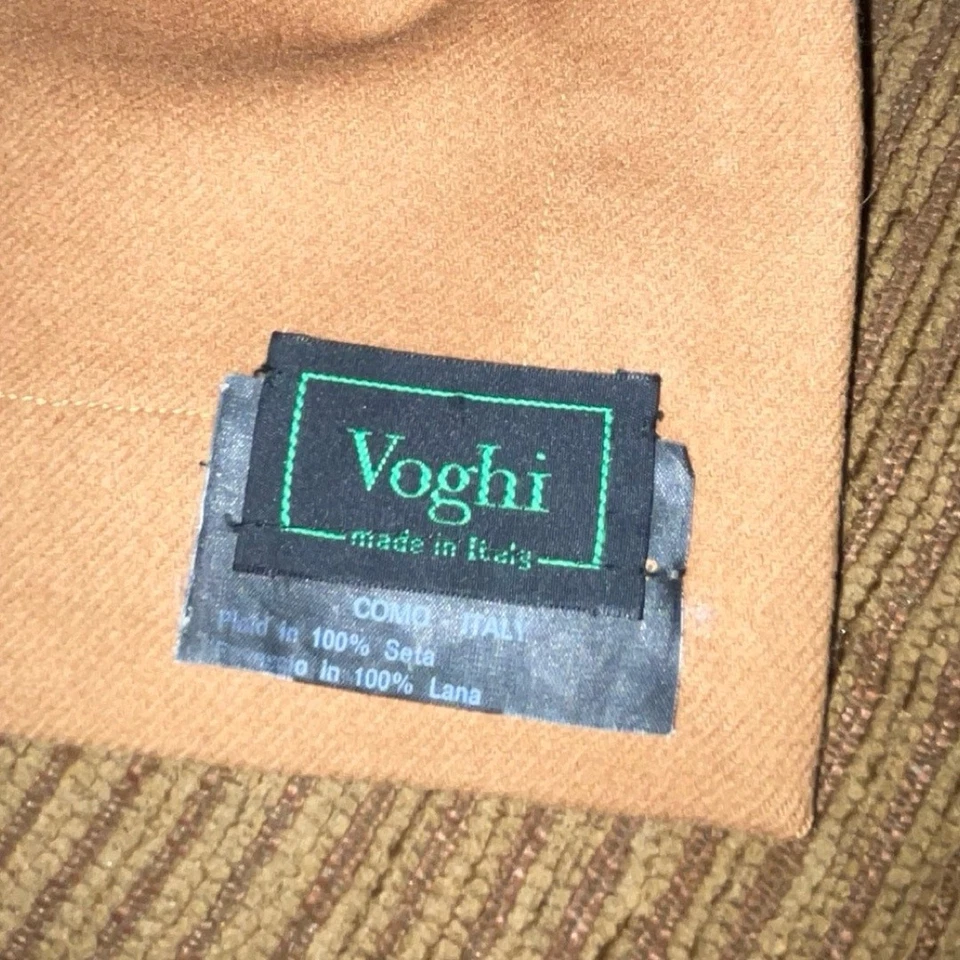 Voghi
made in Italy
COMO - ITALY
Plaid in 100% Seta
in 100% Lana